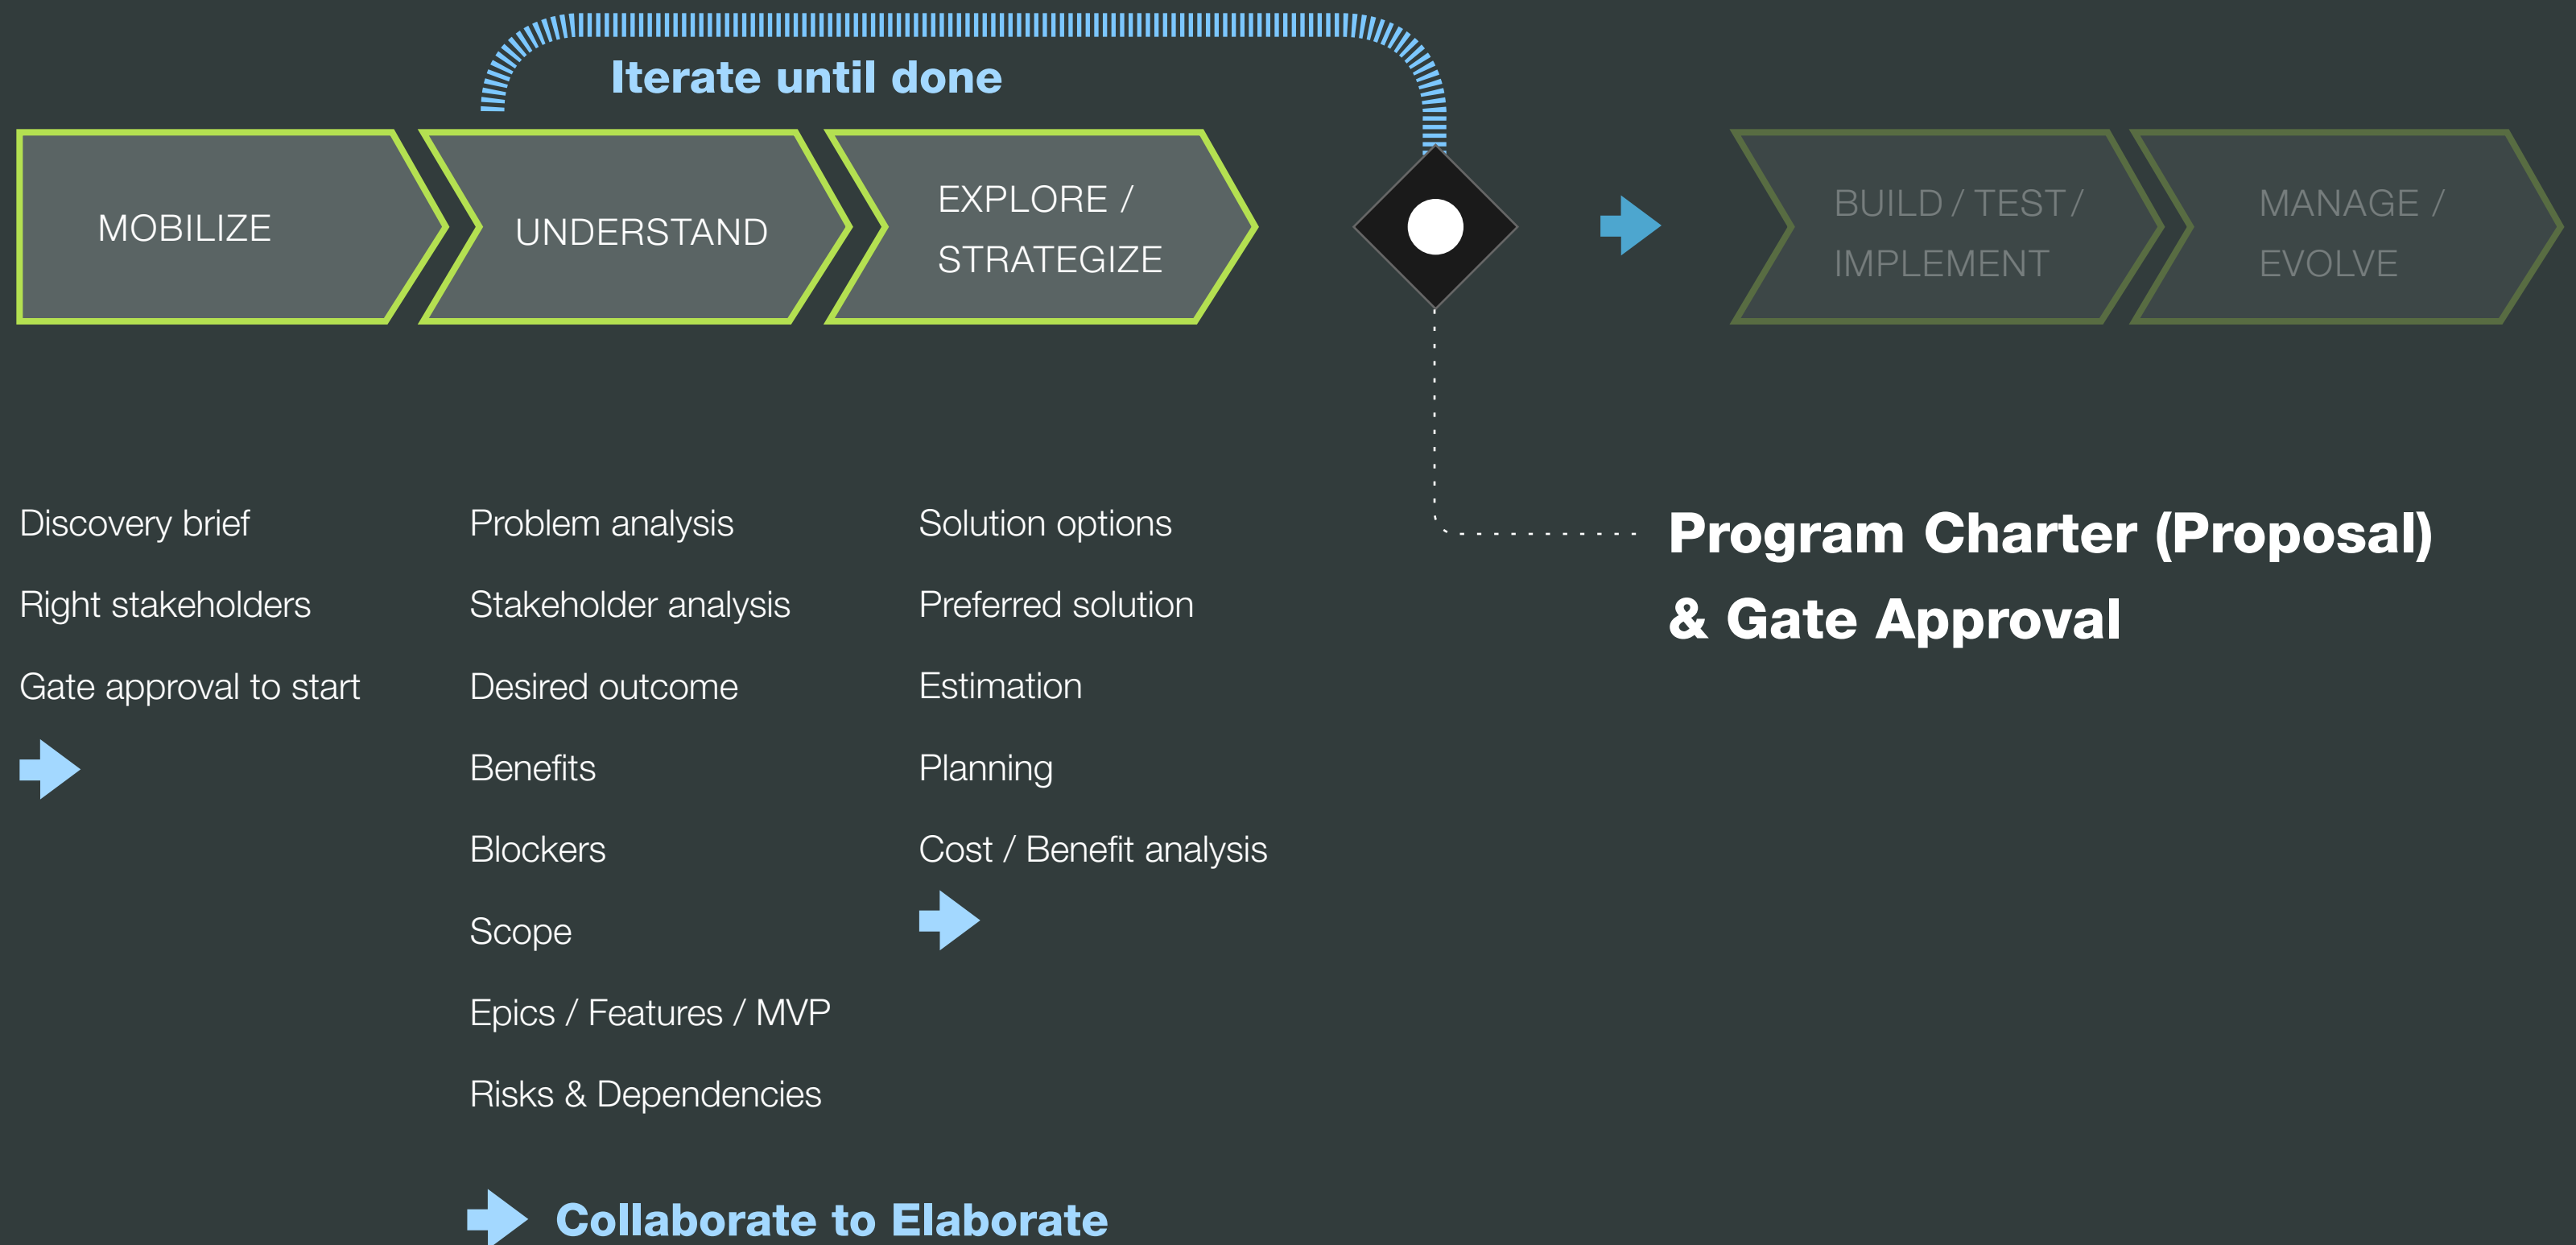 Iterate until done
MOBILIZE
UNDERSTAND
EXPLORE /
STRATEGIZE
BUILD / TEST /
IMPLEMENT
MANAGE /
EVOLVE
Discovery brief
Right stakeholders
Gate approval to start
Problem analysis
Stakeholder analysis
Desired outcome
Benefits
Blockers
Scope
Epics / Features / MVP
Risks & Dependencies
Collaborate to Elaborate
Solution options
Preferred solution
Estimation
Planning
Cost / Benefit analysis
Program Charter (Proposal)
& Gate Approval